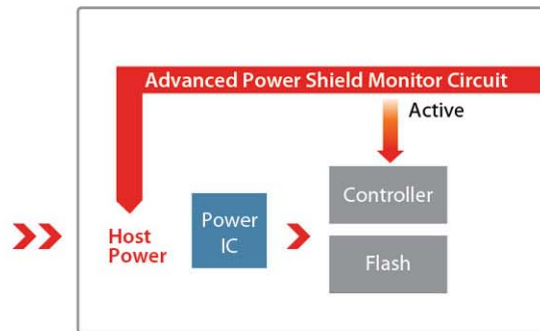 Advanced Power Shield Monitor Circuit
Active
Controller
Power
IC
Host
Power
Flash